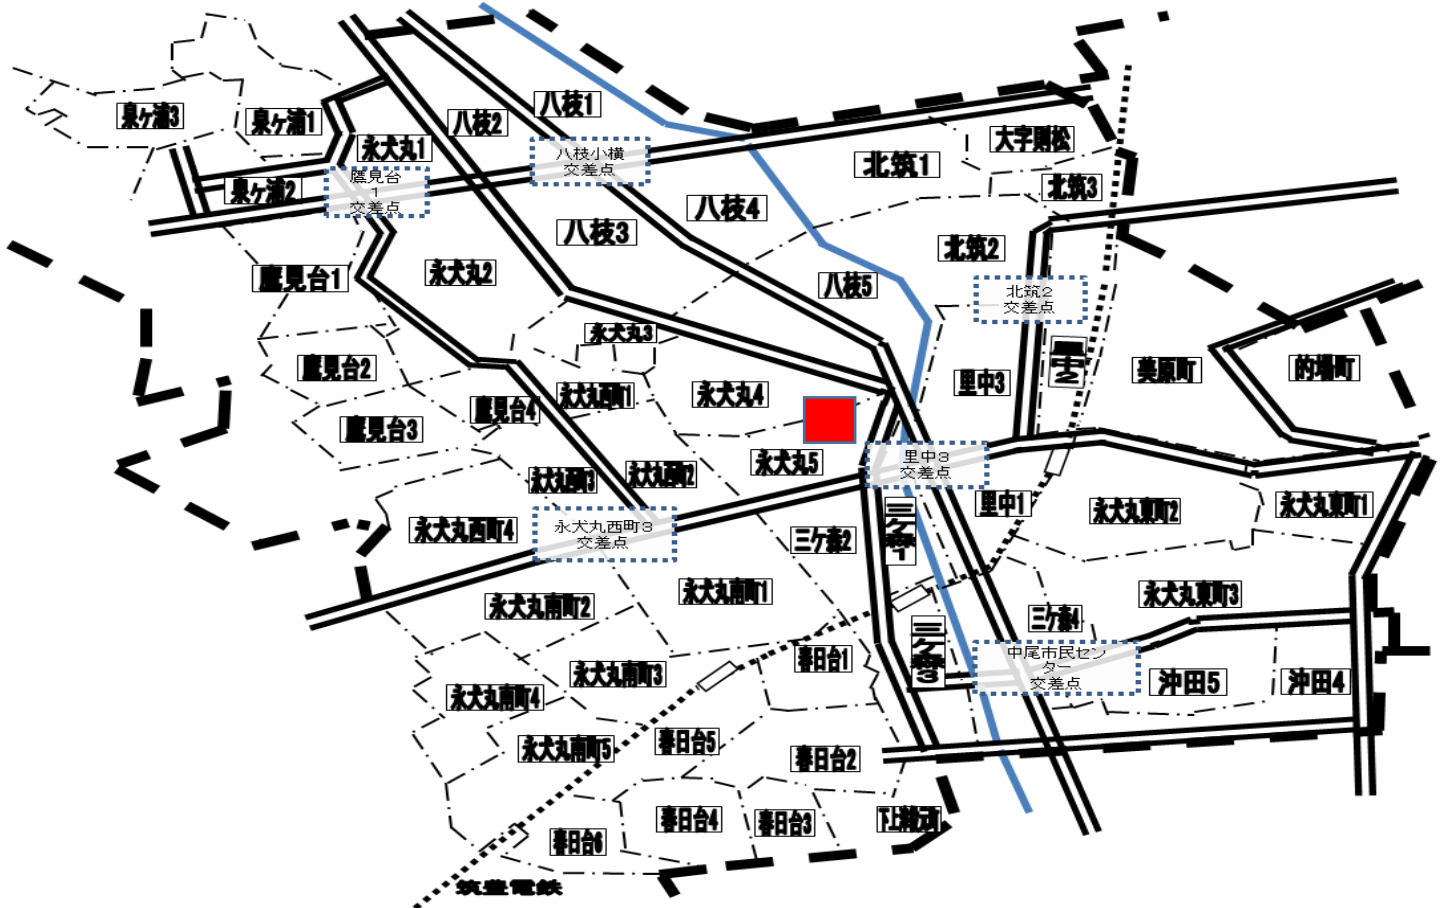 八枝1
泉ヶ浦3
泉ヶ浦1
八枝2
永犬丸1
大字則松
八枝小横
交差点
北筑1
鷹見台
1
交差点
泉ヶ浦2
北筑3
八枝4
八枝3
北筑2
永犬丸2
鷹見台1
八枝5
北筑2
交差点
永犬丸3
里中2
鷹見台2
美原町
的場町
里中3
永犬丸西町1
永犬丸4
鷹見台4
鷹見台3
永犬丸5
里中3
交差点
永犬丸西町3
永犬丸西町2
里中1
永犬丸東町2
永犬丸東町1
永犬丸西町4
永犬丸西町3
交差点
三ケ森2
三ケ森1
永犬丸南町1
永犬丸南町2
永犬丸東町3
三ケ森4
三ケ森3
春日台1
中尾市民セン
ター
交差点
永犬丸南町3
沖田5
沖田4
永犬丸南町4
永犬丸南町5
春日台5
春日台2
春日台4
春日台3
下上津役元町
春日台6
筑豊電鉄